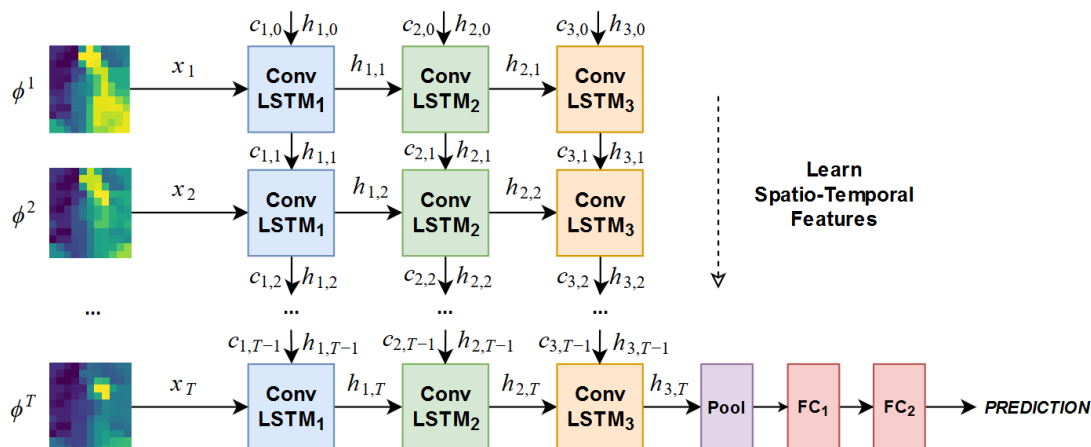 c₁,₀ h₁,₀ c₂,₀ h₂,₀ c₃,₀ h₃,₀
ϕ¹ x₁ Conv LSTM₁ h₁,₁ Conv LSTM₂ h₂,₁ Conv LSTM₃
c₁,₁ h₁,₁ c₂,₁ h₂,₁ c₃,₁ h₃,₁
ϕ² x₂ Conv LSTM₁ h₁,₂ Conv LSTM₂ h₂,₂ Conv LSTM₃
Learn
Spatio-Temporal
Features
c₁,₂ h₁,₂ c₂,₂ h₂,₂ c₃,₂ h₃,₂
... ... ... ...
c₁,T−1 h₁,T−1 c₂,T−1 h₂,T−1 c₃,T−1 h₃,T−1
ϕᵀ x_T Conv LSTM₁ h₁,T Conv LSTM₂ h₂,T Conv LSTM₃ h₃,T Pool FC₁ FC₂ PREDICTION